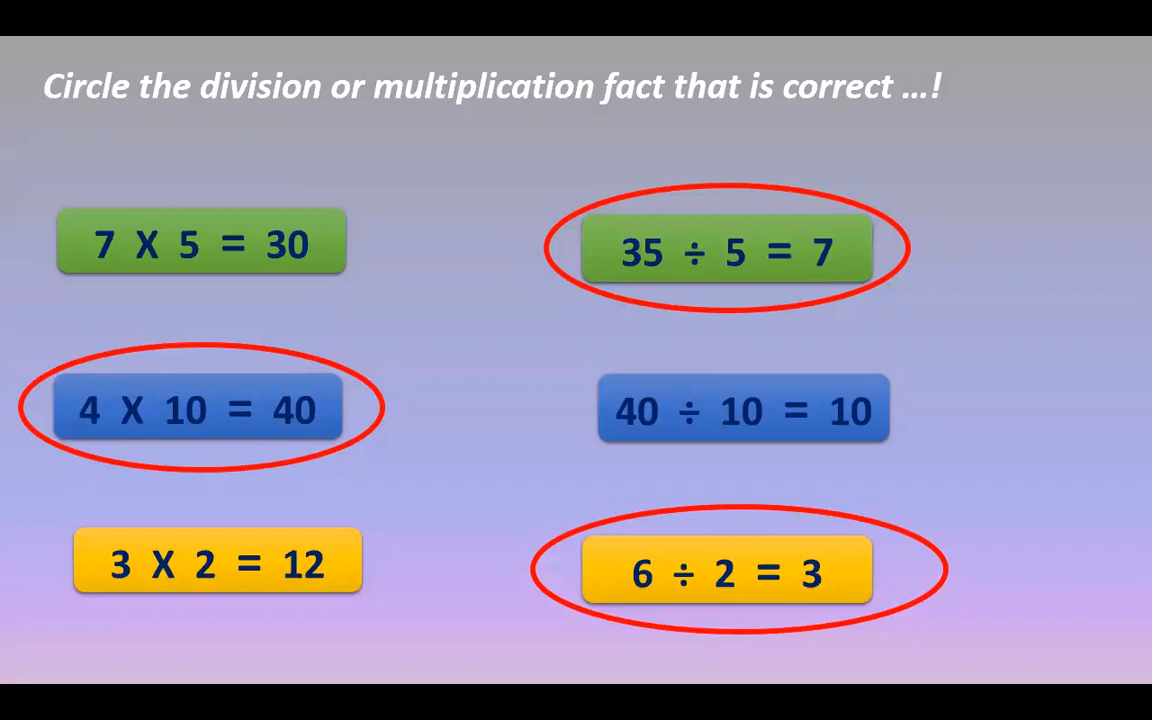 Circle the division or multiplication fact that is correct ...!
7 X 5 = 30
35 ÷ 5 = 7
4 X 10 = 40
40 ÷ 10 = 10
3 X 2 = 12
6 ÷ 2 = 3